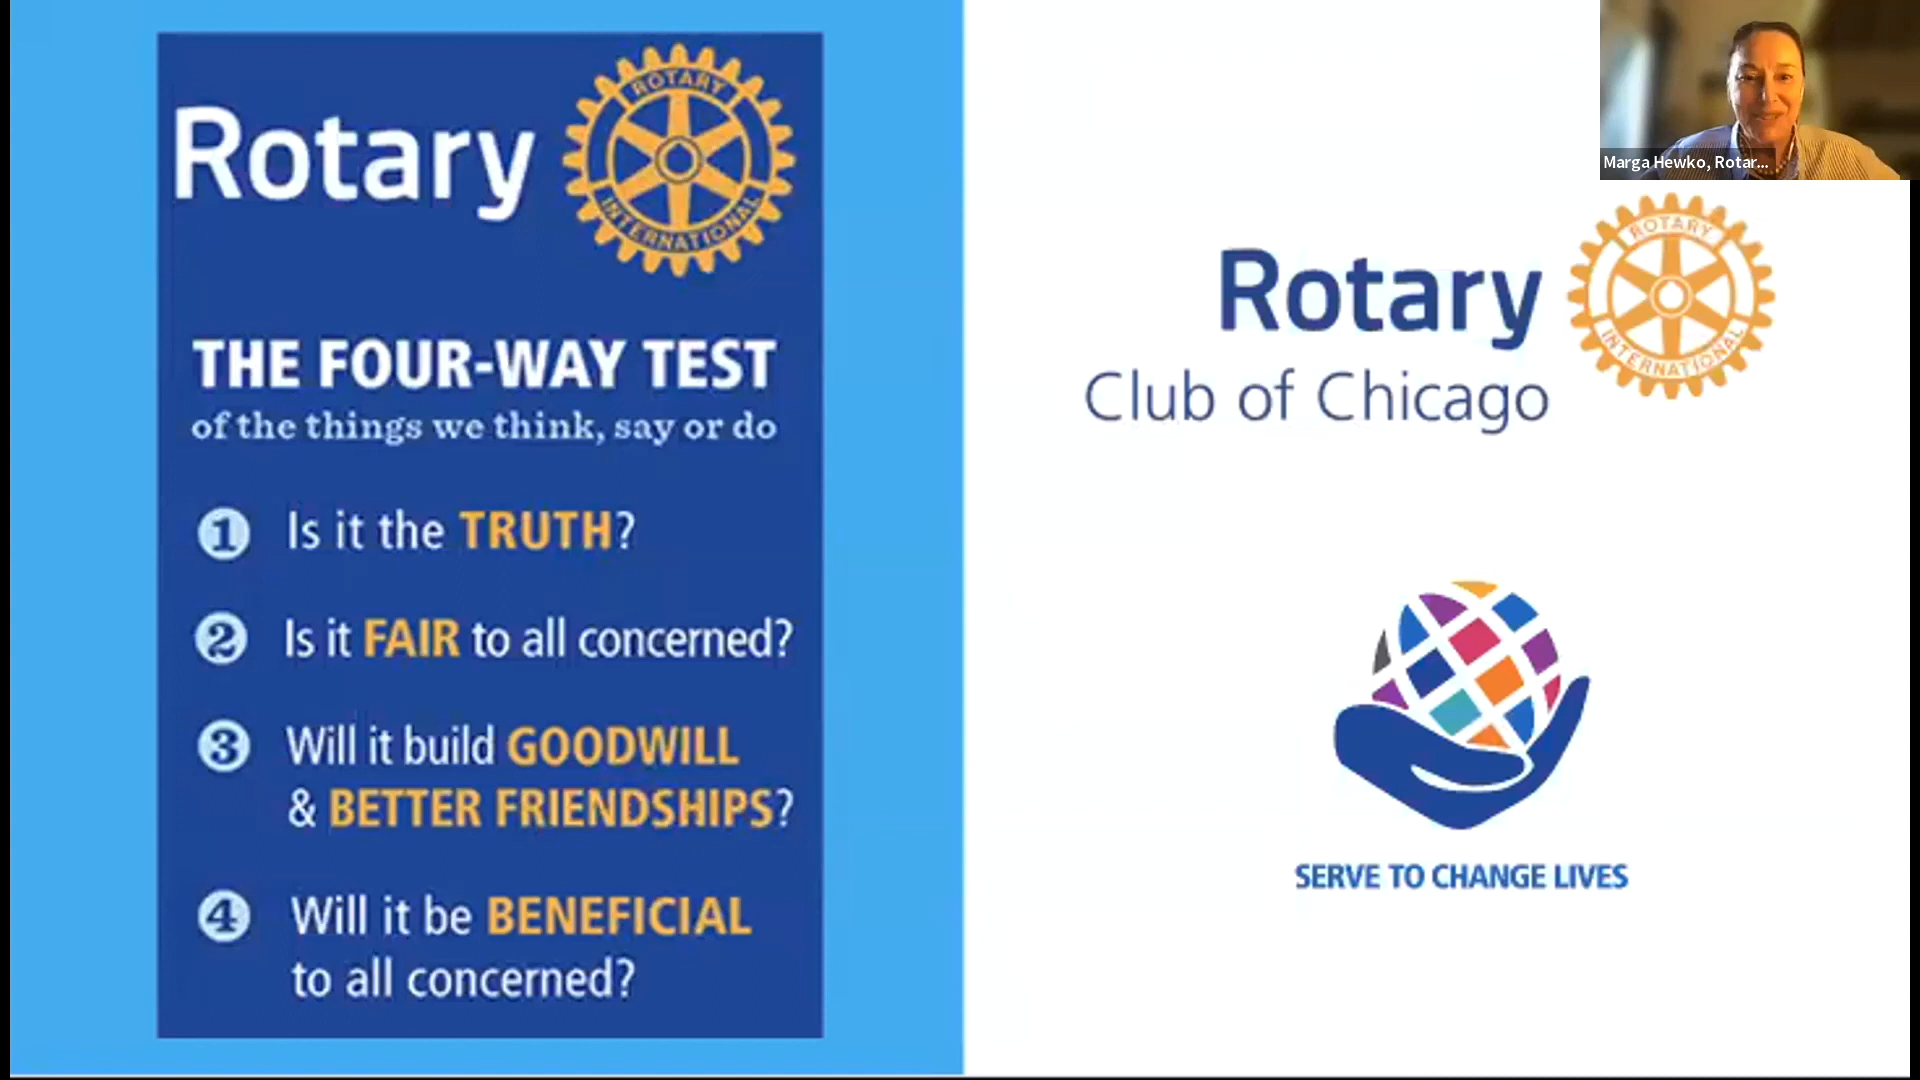 Rotary
ROTARY
INTERNATIONAL
THE FOUR-WAY TEST
of the things we think, say or do
1 Is it the TRUTH?
2 Is it FAIR to all concerned?
3 Will it build GOODWILL
& BETTER FRIENDSHIPS?
4 Will it be BENEFICIAL
to all concerned?
Marga Hewko, Rotar...
Rotary
Club of Chicago
ROTARY
INTERNATIONAL
SERVE TO CHANGE LIVES